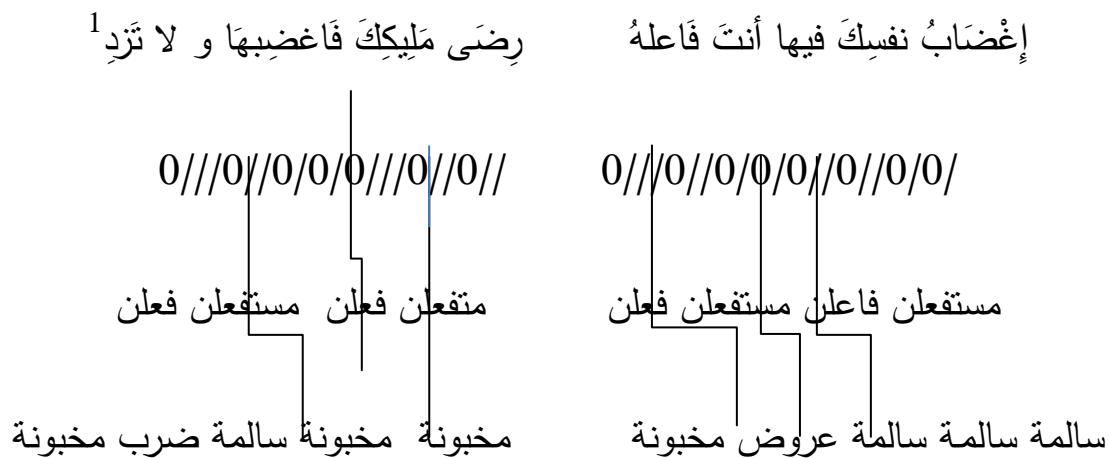 إِغْضَابُ نفسِكَ فيها أنتَ فَاعلهُ رِضَى مَلِيكِكَ فَاغضِبهَا و لا تَزدِ1
0///0//0/0/0//0//0/0/ 0///0//0/0/0///0//0//
مستفعلن فاعلن مستفعلن فعلن متفعلن فعلن مستفعلن فعلن
سالمة سالمة سالمة عروض مخبونة مخبونة مخبونة سالمة ضرب مخبونة